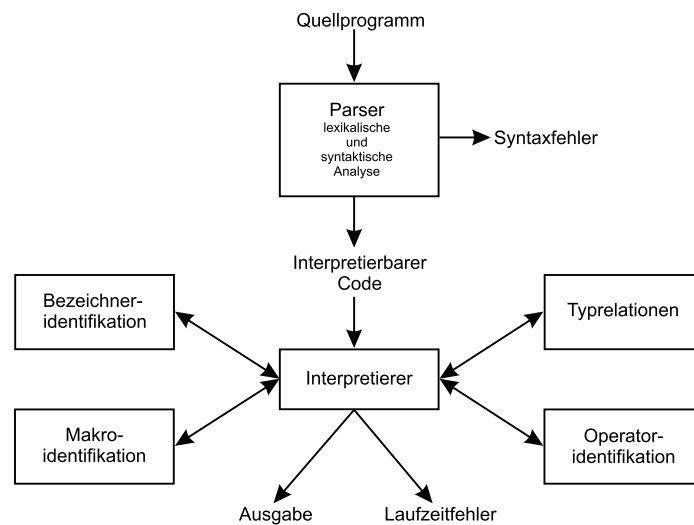 Quellprogramm
Parser
lexikalische
und
syntaktische
Analyse
Syntaxfehler
Interpretierbarer
Code
Bezeichner-
identifikation
Typrelationen
Interpretierer
Makro-
identifikation
Operator-
identifikation
Ausgabe
Laufzeitfehler